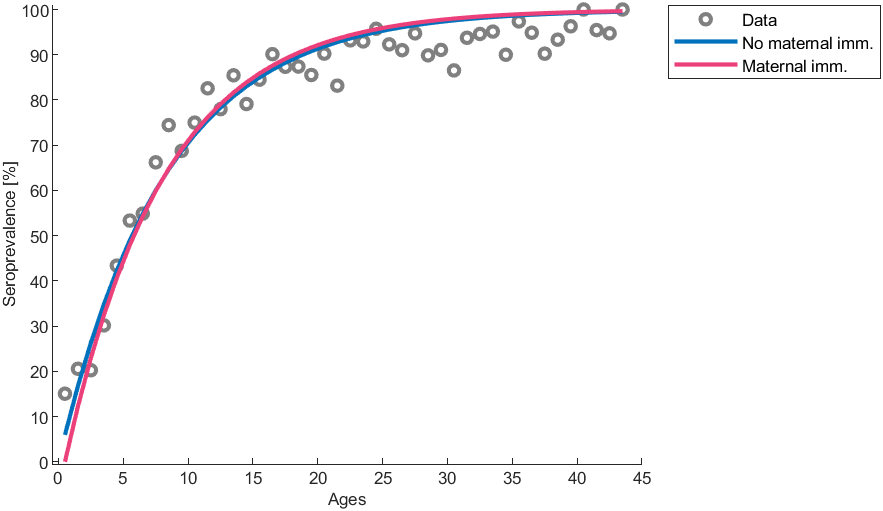 100
90
80
70
60
50
40
30
20
10
0
Seroprevalence [%]
0 5 10 15 20 25 30 35 40 45
Ages
Data
No maternal imm.
Maternal imm.